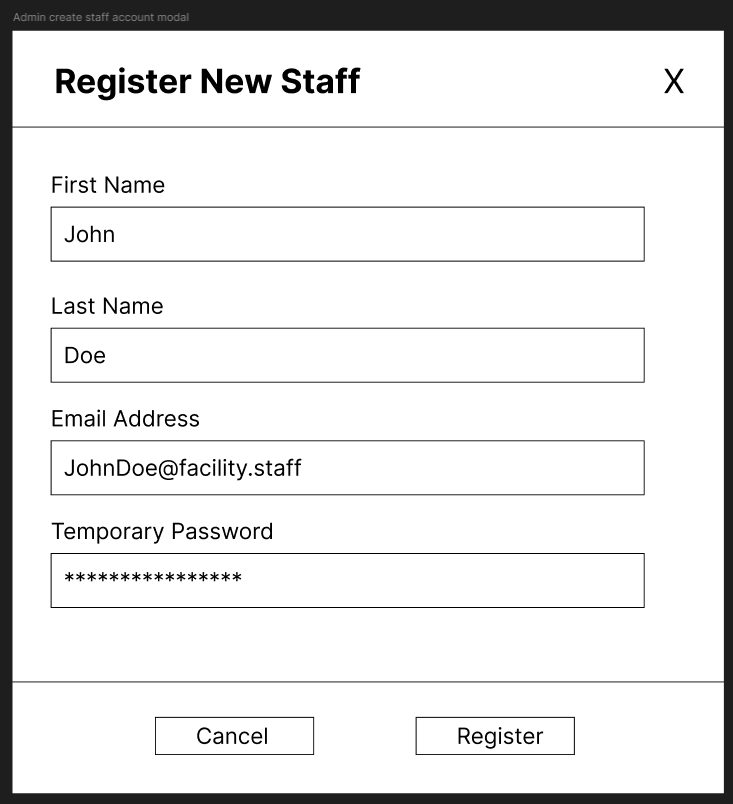 Admin create staff account modal
Register New Staff X
First Name
John
Last Name
Doe
Email Address
JohnDoe@facility.staff
Temporary Password
****************
Cancel Register